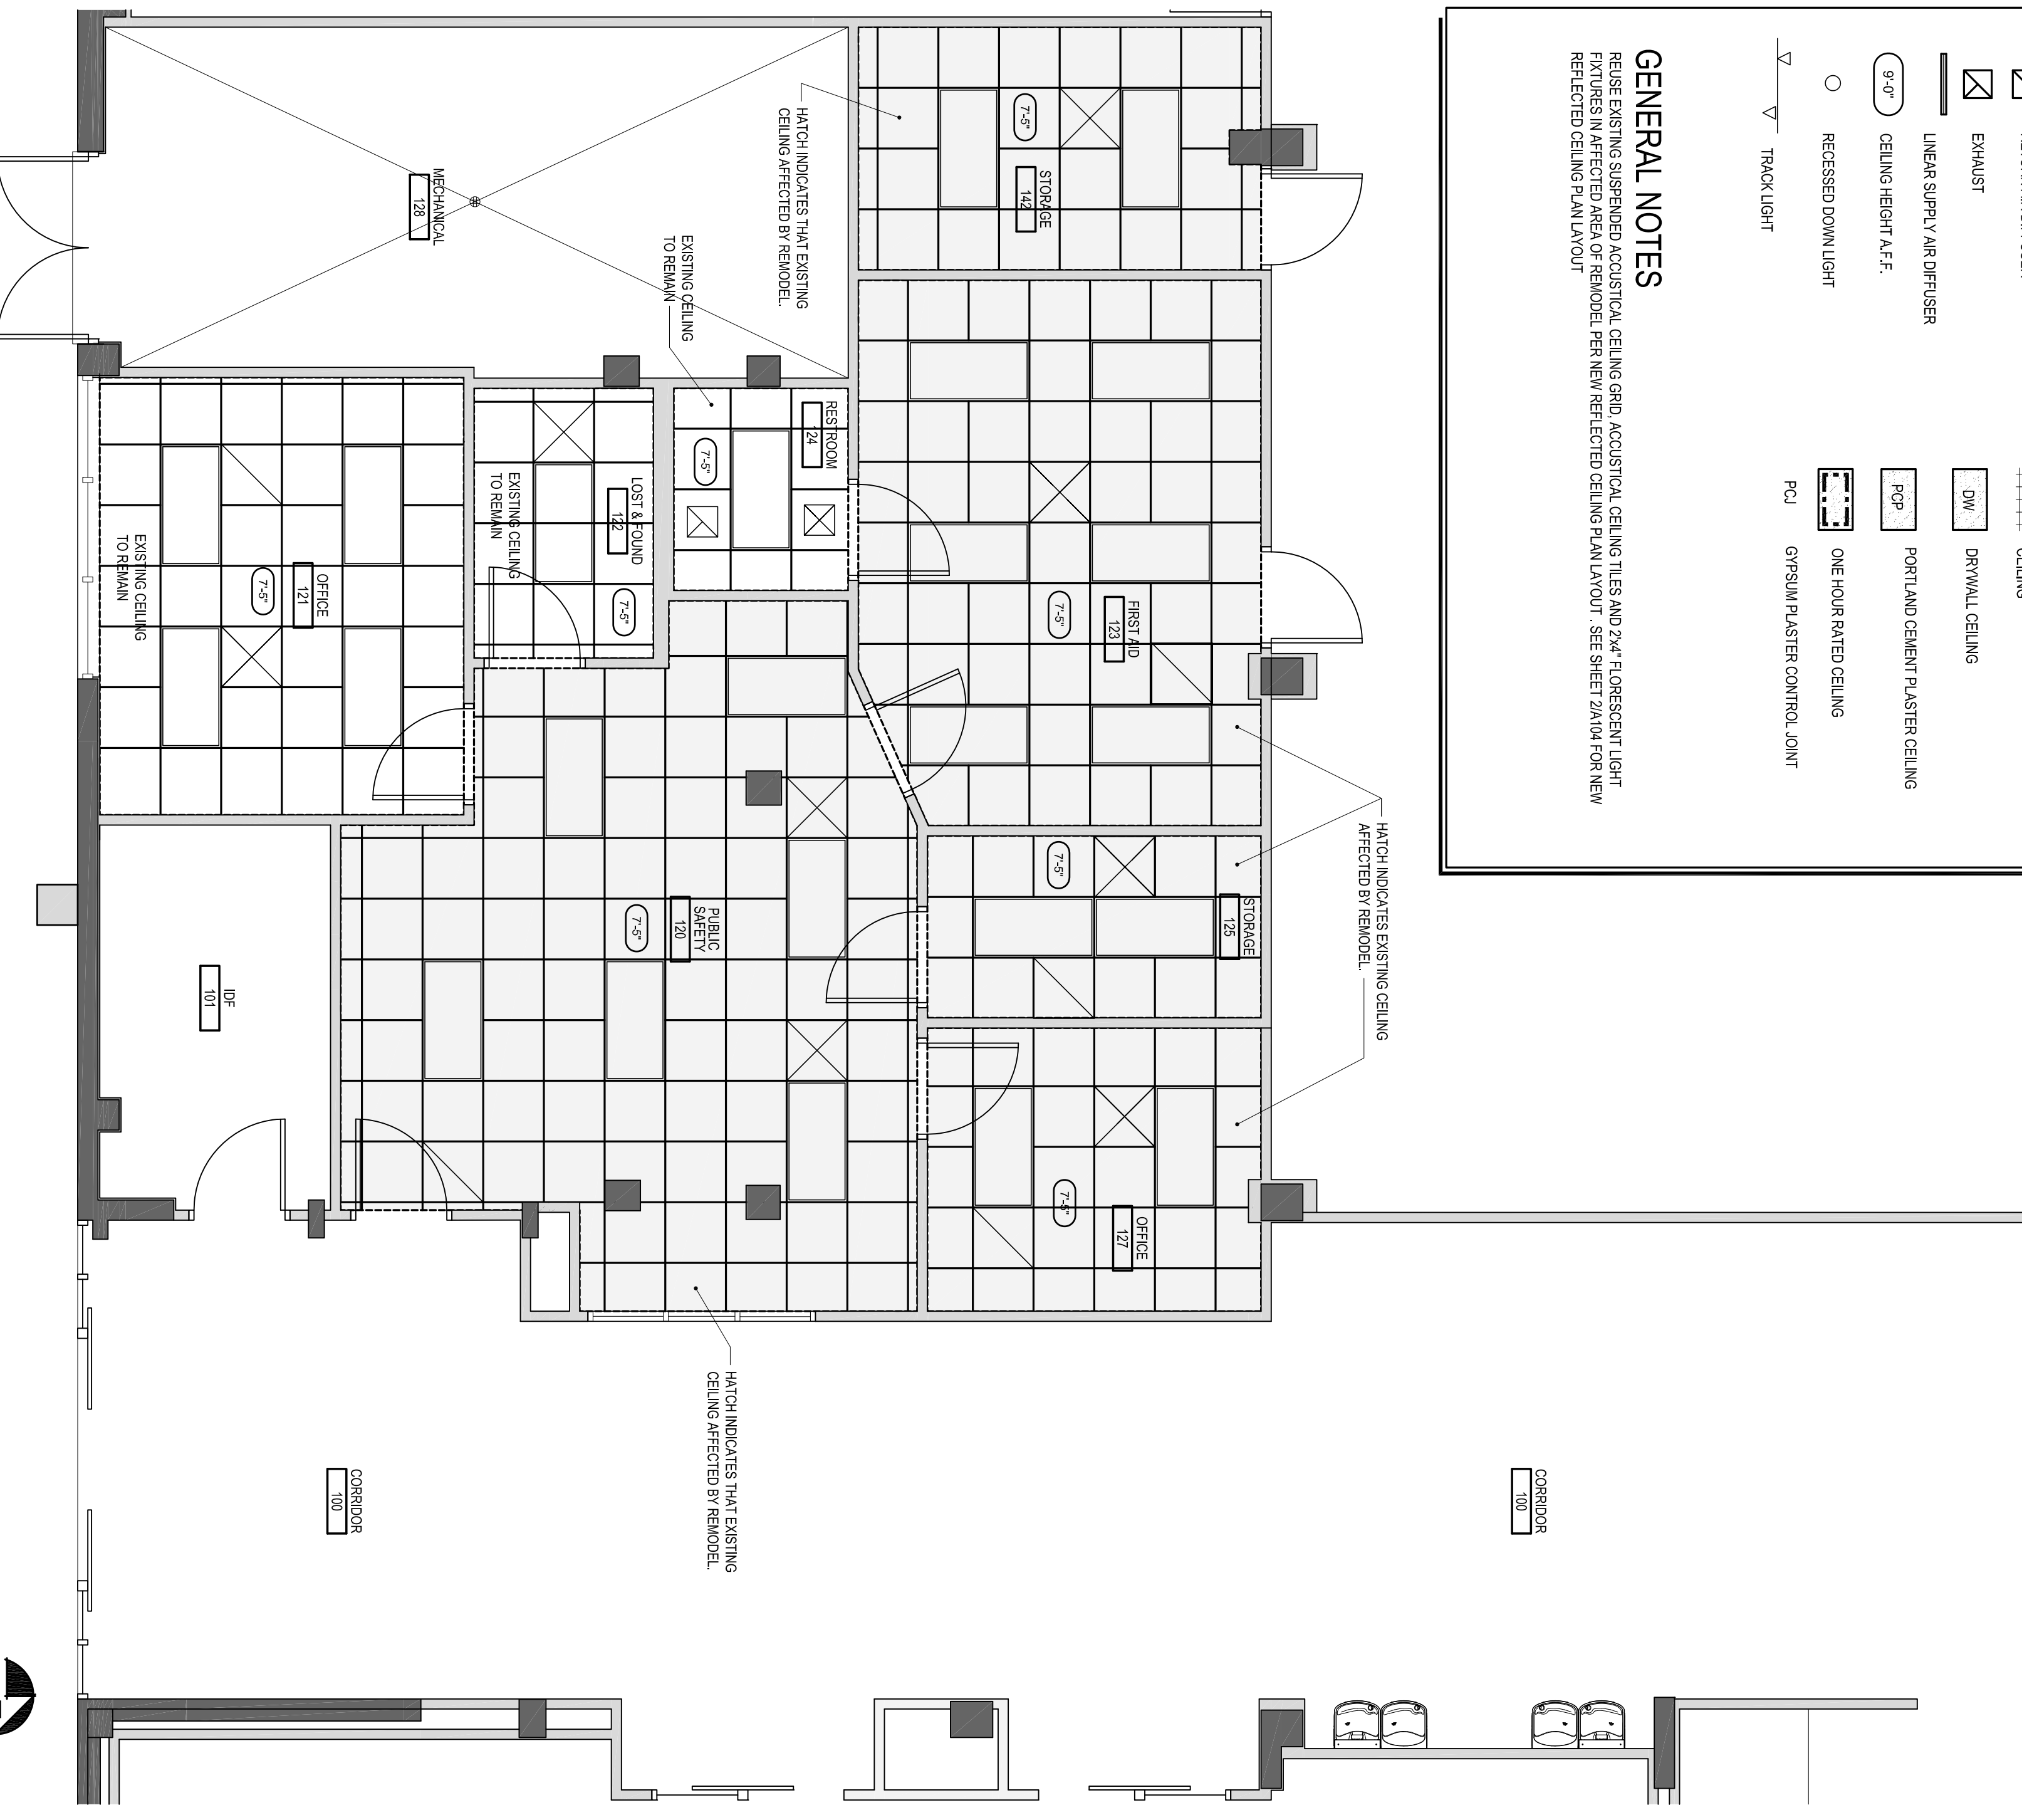 EXHAUST
LINEAR SUPPLY AIR DIFFUSER
9'-0"
CEILING HEIGHT A.F.F.
RECESSED DOWN LIGHT
TRACK LIGHT
CEILING
DW
DRYWALL CEILING
PCP
PORTLAND CEMENT PLASTER CEILING
ONE HOUR RATED CEILING
PCJ
GYPSUM PLASTER CONTROL JOINT
GENERAL NOTES
REUSE EXISTING SUSPENDED ACCUSTICAL CEILING GRID, ACCUSTICAL CEILING TILES AND 2'x4" FLORESCENT LIGHT
FIXTURES IN AFFECTED AREA OF REMODEL PER NEW REFLECTED CEILING PLAN LAYOUT . SEE SHEET 2/A104 FOR NEW
REFLECTED CEILING PLAN LAYOUT
HATCH INDICATES EXISTING CEILING
AFFECTED BY REMODEL.
STORAGE
142
7'-5"
FIRST AID
123
7'-5"
STORAGE
125
7'-5"
OFFICE
127
7'-5"
HATCH INDICATES THAT EXISTING
CEILING AFFECTED BY REMODEL.
EXISTING CEILING
TO REMAIN
RESTROOM
124
7'-5"
LOST & FOUND
122
7'-5"
EXISTING CEILING
TO REMAIN
PUBLIC
SAFETY
120
7'-5"
HATCH INDICATES THAT EXISTING
CEILING AFFECTED BY REMODEL.
MECHANICAL
128
OFFICE
121
7'-5"
EXISTING CEILING
TO REMAIN
IDF
101
CORRIDOR
100
CORRIDOR
100